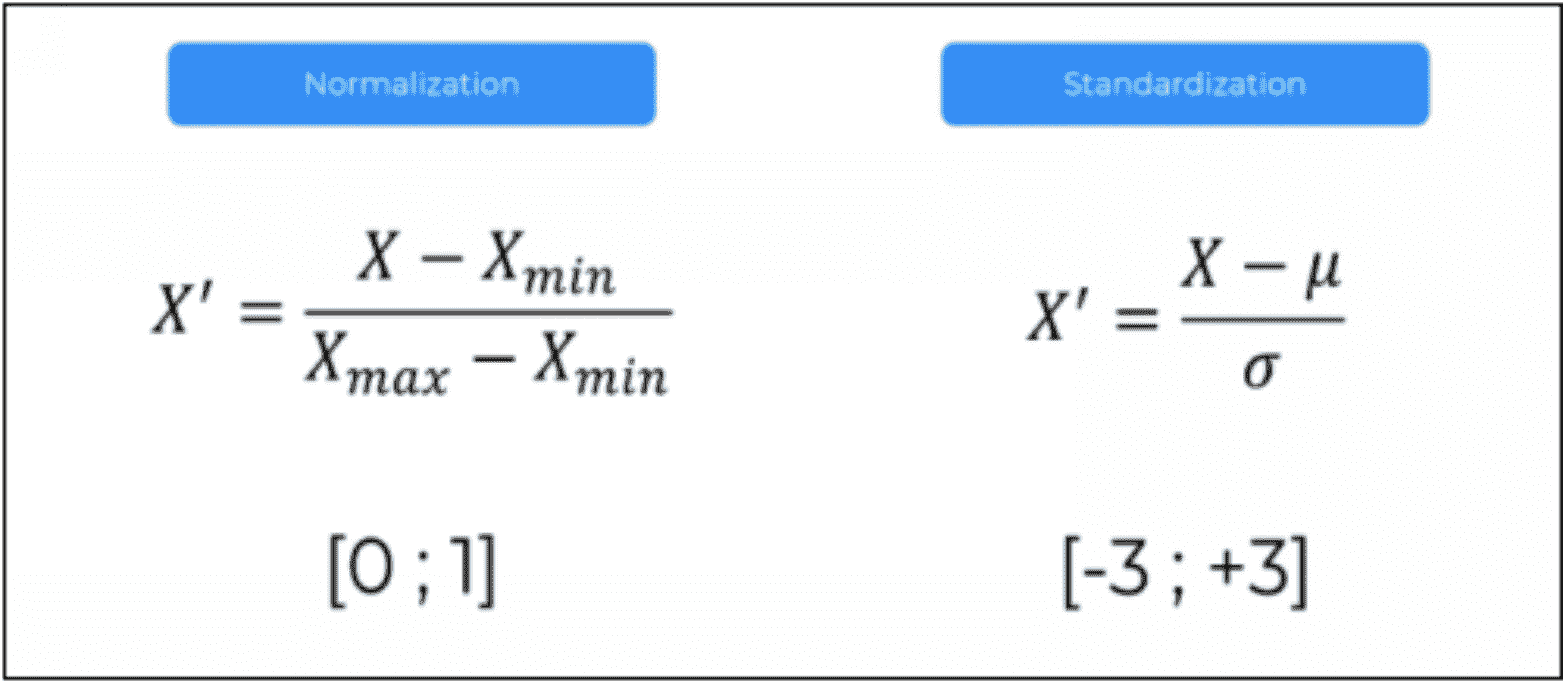 Normalization
Standardization
X' = (X − X_min) / (X_max − X_min)
X' = (X − μ) / σ
[0 ; 1]
[-3 ; +3]